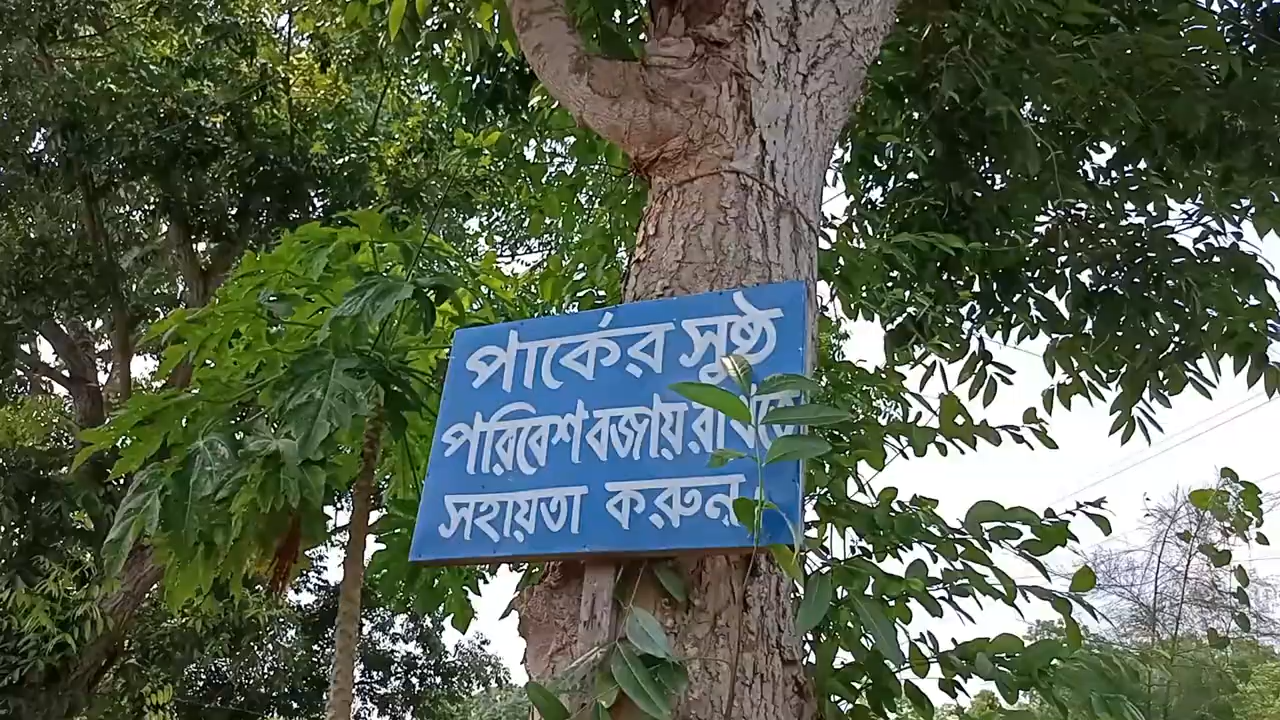 পার্কের সুষ্ঠ
পরিবেশ বজায় রাখতে
সহায়তা করুন